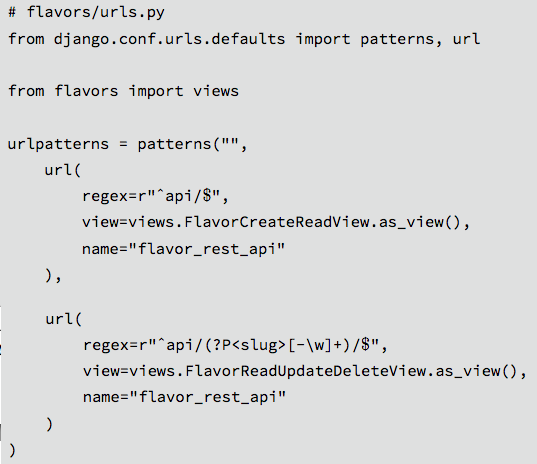 # flavors/urls.py
from django.conf.urls.defaults import patterns, url
from flavors import views
urlpatterns = patterns("",
    url(
        regex=r"^api/$",
        view=views.FlavorCreateReadView.as_view(),
        name="flavor_rest_api"
    ),
    url(
        regex=r"^api/(?P<slug>[-\w]+)/$",
        view=views.FlavorReadUpdateDeleteView.as_view(),
        name="flavor_rest_api"
    )
)